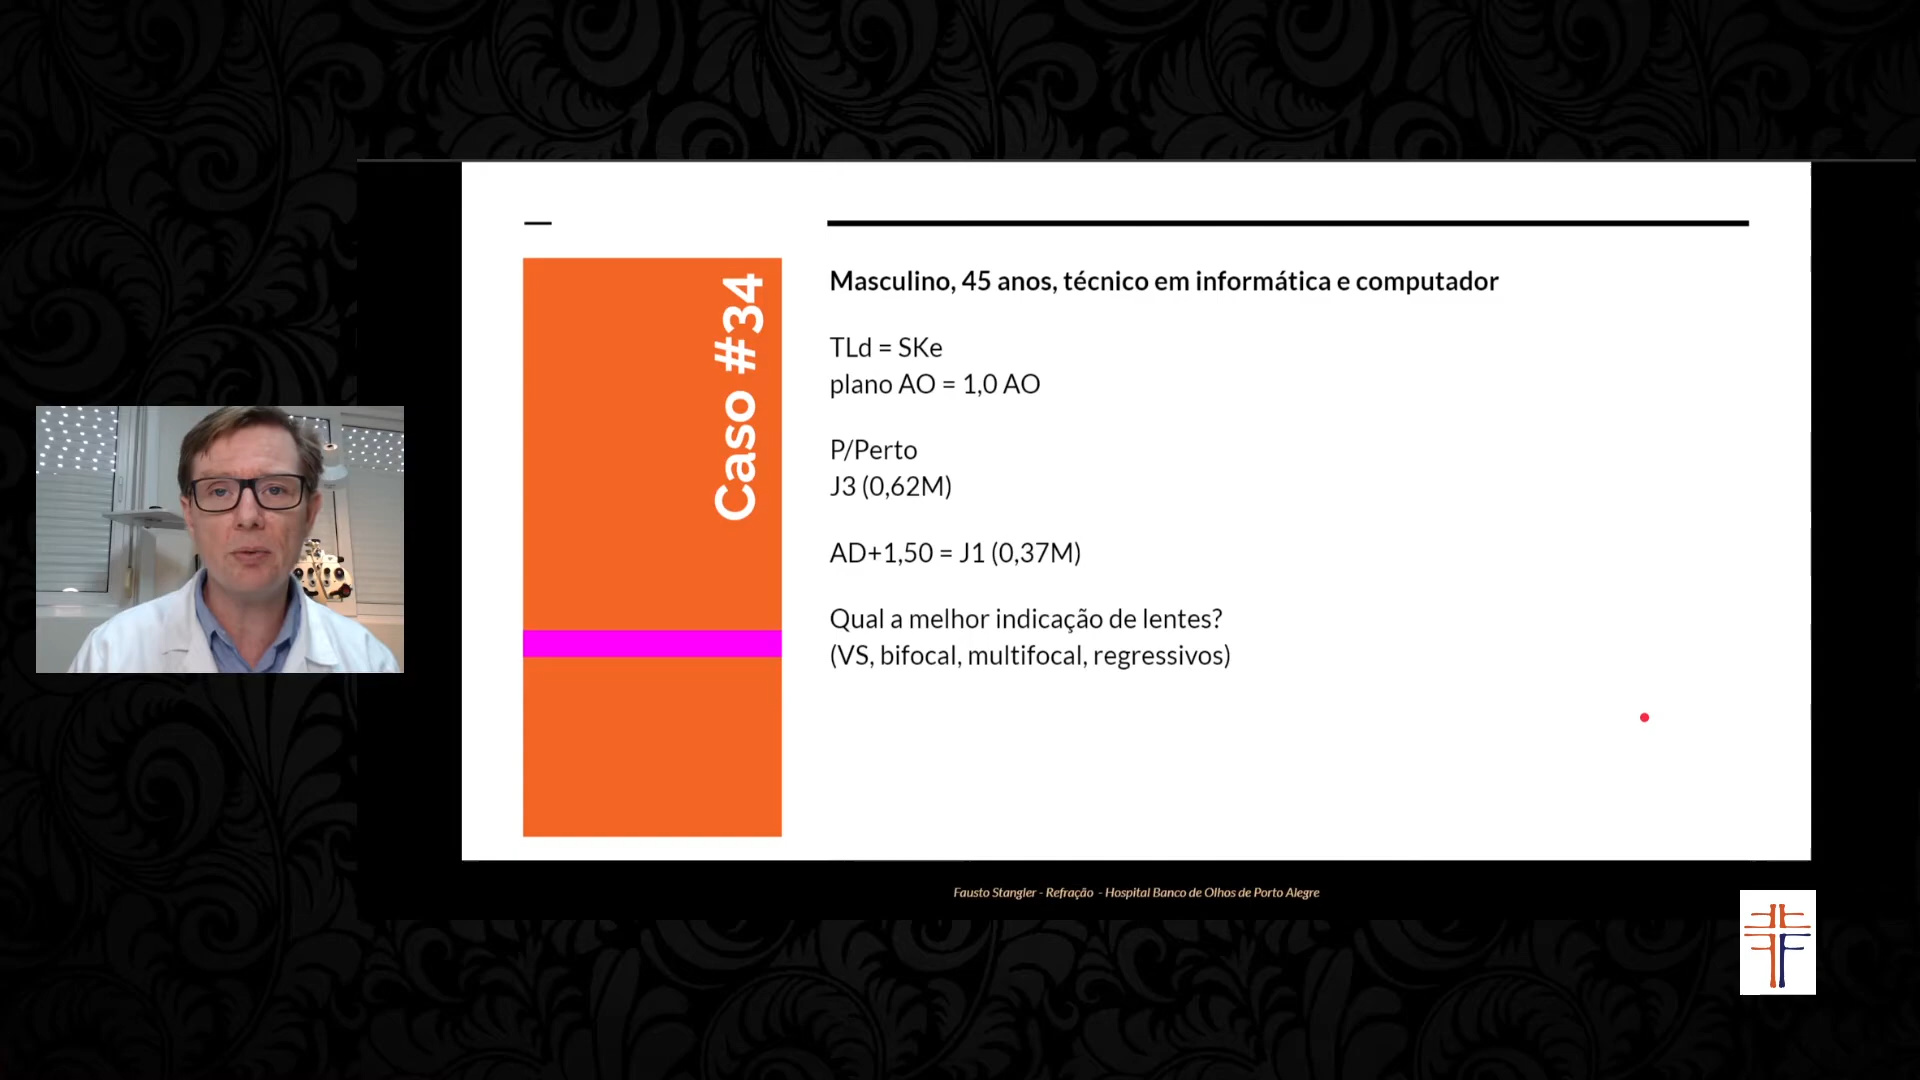 Caso #34
Masculino, 45 anos, técnico em informática e computador
TLd = SKe
plano AO = 1,0 AO
P/Perto
J3 (0,62M)
AD+1,50 = J1 (0,37M)
Qual a melhor indicação de lentes?
(VS, bifocal, multifocal, regressivos)
Fausto Stangler - Refração - Hospital Banco de Olhos de Porto Alegre